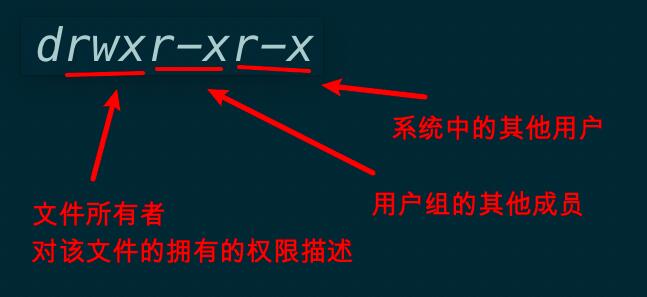 drwxr-xr-x
系统中的其他用户
用户组的其他成员
文件所有者
对该文件的拥有的权限描述